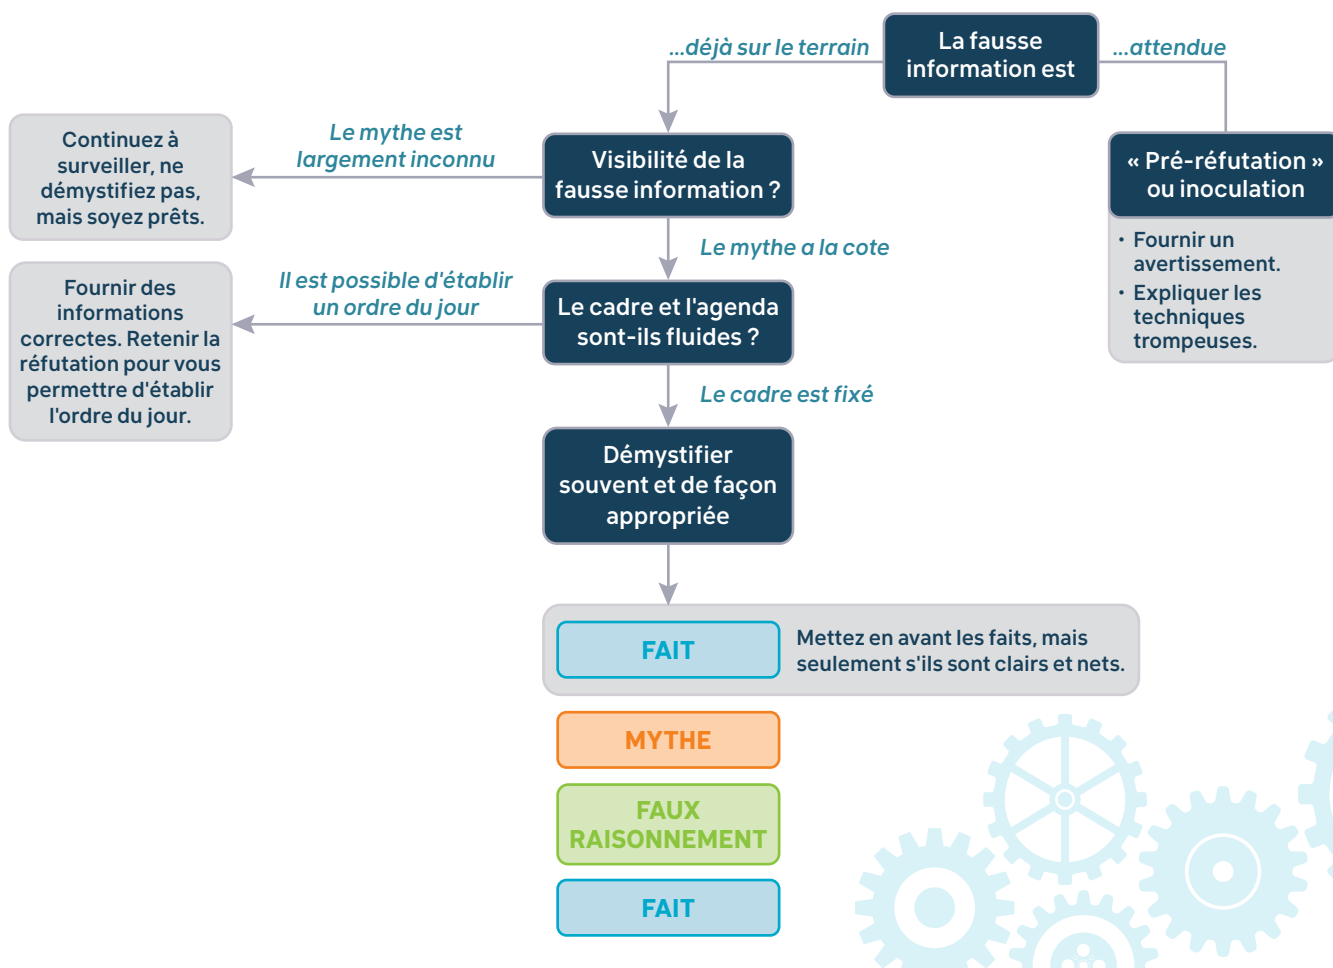 La fausse
information est
...déjà sur le terrain
...attendue
Continuez à
surveiller, ne
démystifiez pas,
mais soyez prêts.
Le mythe est
largement inconnu
Visibilité de la
fausse information ?
« Pré-réfutation »
ou inoculation
• Fournir un
avertissement.
• Expliquer les
techniques
trompeuses.
Le mythe a la cote
Fournir des
informations
correctes. Retenir la
réfutation pour vous
permettre d'établir
l'ordre du jour.
Il est possible d'établir
un ordre du jour
Le cadre et l'agenda
sont-ils fluides ?
Le cadre est fixé
Démystifier
souvent et de façon
appropriée
FAIT
Mettez en avant les faits, mais
seulement s'ils sont clairs et nets.
MYTHE
FAUX
RAISONNEMENT
FAIT